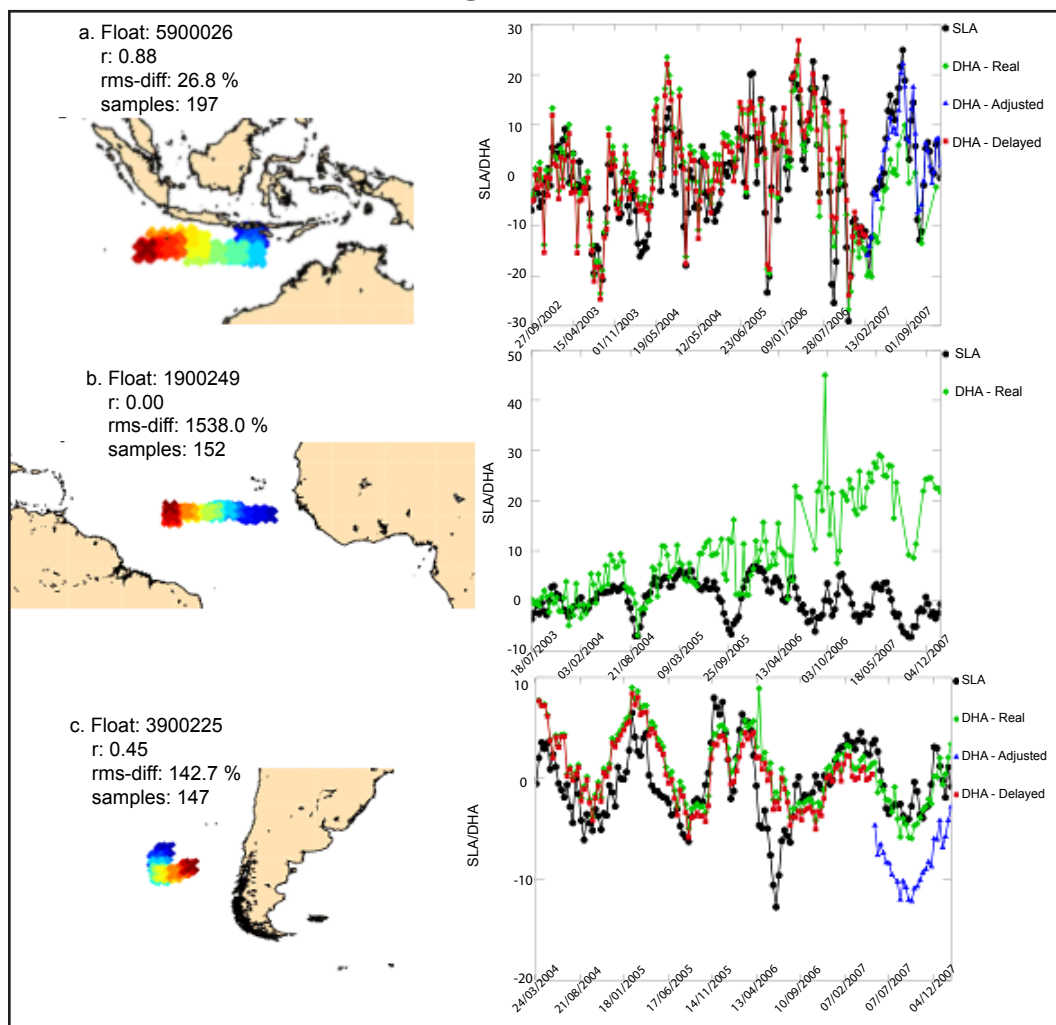 a. Float: 5900026
r: 0.88
rms-diff 26.8 %
samples: 197
SLA/DHA
30
20
10
0
-10
-20
-30
27/09/2002
15/04/2003
01/11/2003
19/05/2004
12/05/2004
23/06/2005
09/01/2006
28/07/2006
13/02/2007
01/09/2007
SLA
DHA - Real
DHA - Adjusted
DHA - Delayed
b. Float: 1900249
r: 0.00
rms-diff: 1538.0 %
samples: 152
SLA/DHA
50
40
30
20
10
0
-10
18/07/2003
03/02/2004
21/08/2004
09/03/2005
25/09/2005
13/04/2006
03/10/2006
18/05/2007
04/12/2007
SLA
DHA - Real
c. Float: 3900225
r: 0.45
rms-diff: 142.7 %
samples: 147
SLA/DHA
10
0
-10
-20
24/03/2004
21/08/2004
18/01/2005
17/06/2005
14/11/2005
13/04/2006
10/09/2006
07/02/2007
07/07/2007
04/12/2007
SLA
DHA - Real
DHA - Adjusted
DHA - Delayed